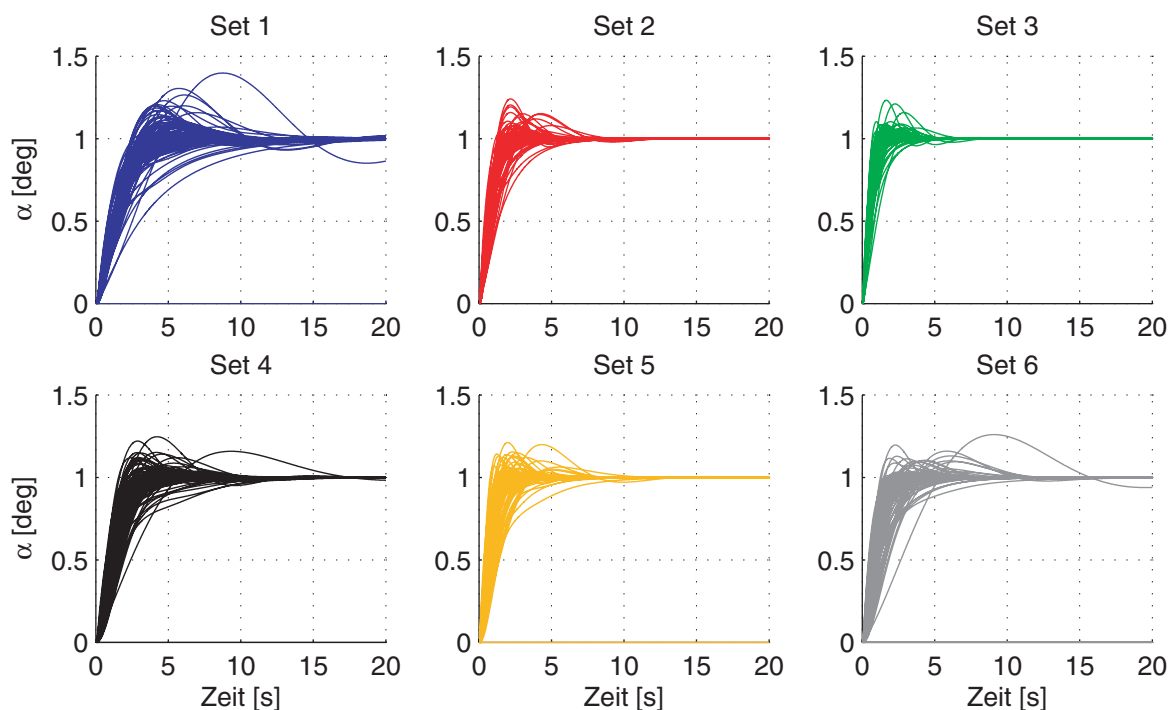 Set 1 Set 2 Set 3
1.5 1.5 1.5
1 1 1
α [deg]
0.5 0.5 0.5
0 0 0
0 5 10 15 20 0 5 10 15 20 0 5 10 15 20
Set 4 Set 5 Set 6
1.5 1.5 1.5
1 1 1
α [deg]
0.5 0.5 0.5
0 0 0
0 5 10 15 20 0 5 10 15 20 0 5 10 15 20
Zeit [s] Zeit [s] Zeit [s]